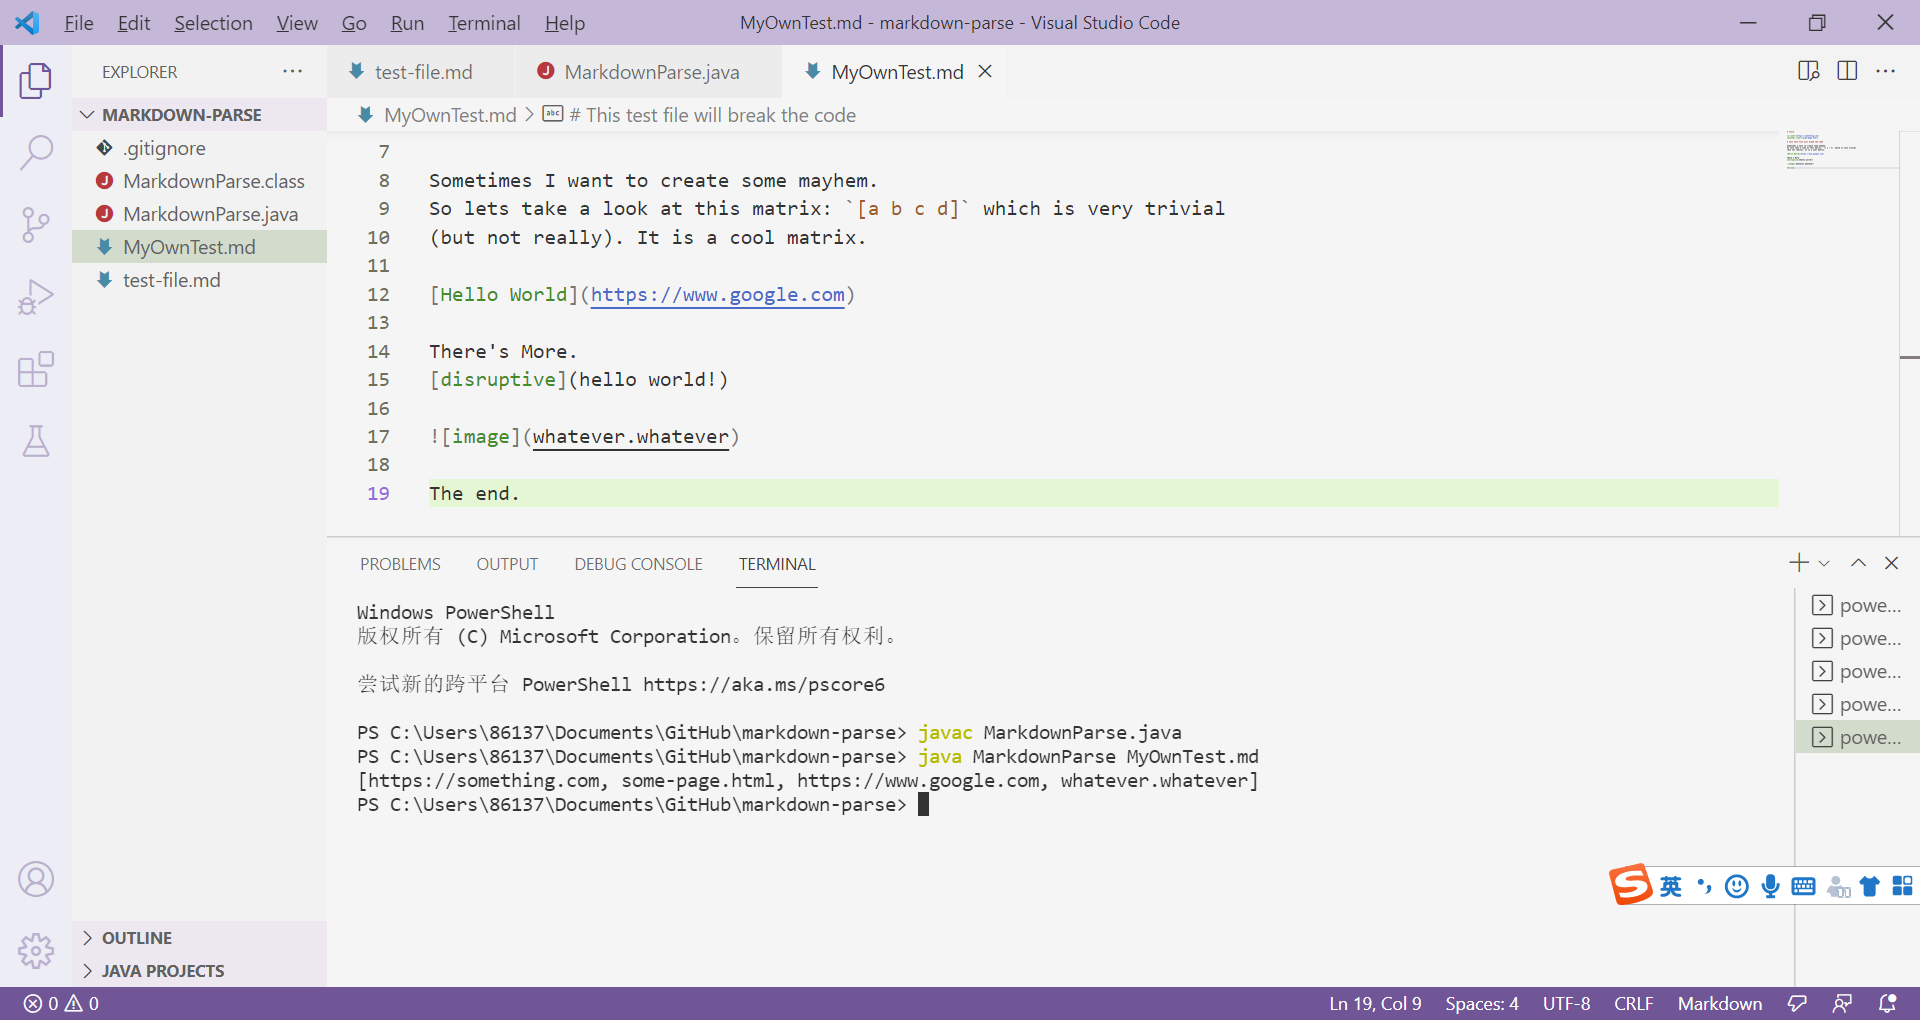 File Edit Selection View Go Run Terminal Help
MyOwnTest.md - markdown-parse - Visual Studio Code
EXPLORER
test-file.md
MarkdownParse.java
MyOwnTest.md
MARKDOWN-PARSE
MyOwnTest.md > # This test file will break the code
.gitignore
MarkdownParse.class
MarkdownParse.java
MyOwnTest.md
test-file.md
7
8 Sometimes I want to create some mayhem.
9 So lets take a look at this matrix: `[a b c d]` which is very trivial
10 (but not really). It is a cool matrix.
11
12 [Hello World](https://www.google.com)
13
14 There's More.
15 [disruptive](hello world!)
16
17 ![image](whatever.whatever)
18
19 The end.
PROBLEMS OUTPUT DEBUG CONSOLE TERMINAL
Windows PowerShell
版权所有 (C) Microsoft Corporation。保留所有权利。
尝试新的跨平台 PowerShell https://aka.ms/pscore6
PS C:\Users\86137\Documents\GitHub\markdown-parse> javac MarkdownParse.java
PS C:\Users\86137\Documents\GitHub\markdown-parse> java MarkdownParse MyOwnTest.md
[https://something.com, some-page.html, https://www.google.com, whatever.whatever]
PS C:\Users\86137\Documents\GitHub\markdown-parse>
powe...
powe...
powe...
powe...
powe...
英
OUTLINE
JAVA PROJECTS
0 0
Ln 19, Col 9 Spaces: 4 UTF-8 CRLF Markdown